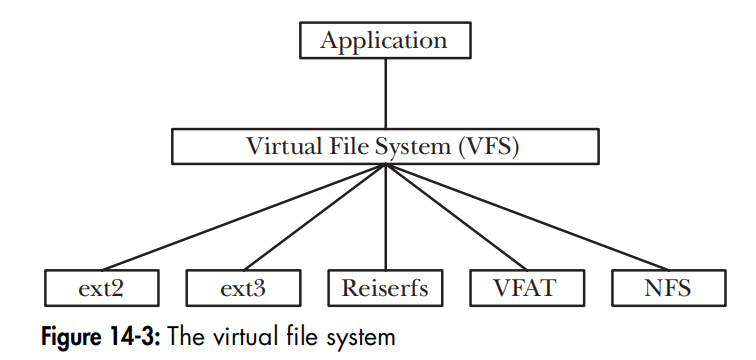 Application
Virtual File System (VFS)
ext2 ext3 Reiserfs VFAT NFS
Figure 14-3: The virtual file system